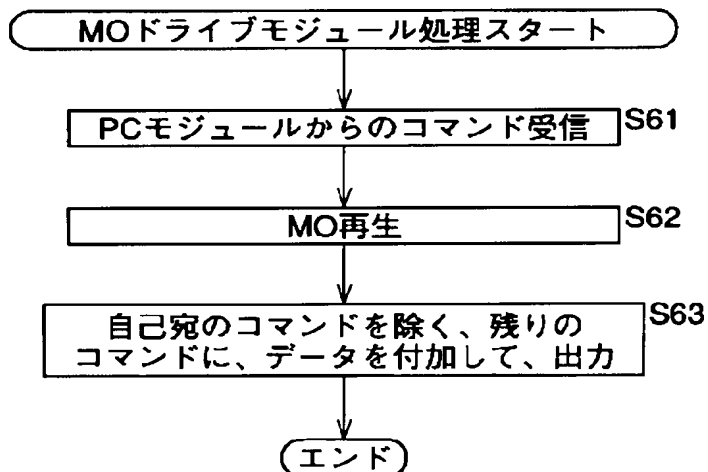 MOドライブモジュール処理スタート
PCモジュールからのコマンド受信
S61
MO再生
S62
自己宛のコマンドを除く、残りの
コマンドに、データを付加して、出力
S63
エンド